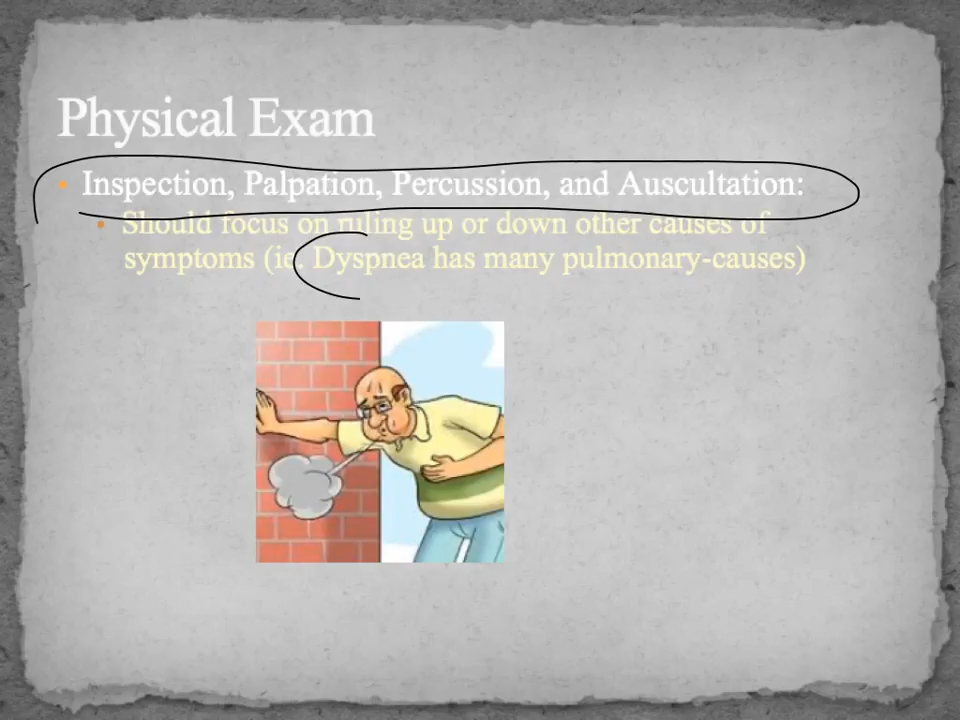 Physical Exam
Inspection, Palpation, Percussion, and Auscultation:
Should focus on ruling up or down other causes of
symptoms (ie. Dyspnea has many pulmonary-causes)